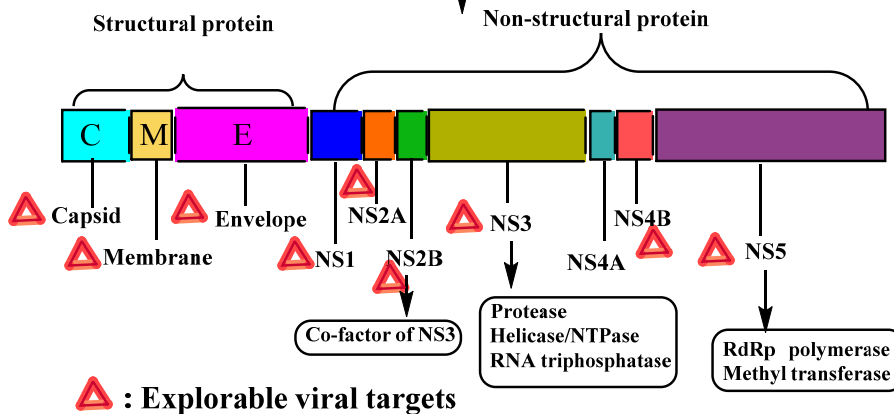 Structural protein
Non-structural protein
C
M
E
Capsid
Membrane
Envelope
NS1
NS2A
NS2B
NS3
NS4A
NS4B
NS5
Co-factor of NS3
Protease
Helicase/NTPase
RNA triphosphatase
RdRp polymerase
Methyl transferase
: Explorable viral targets